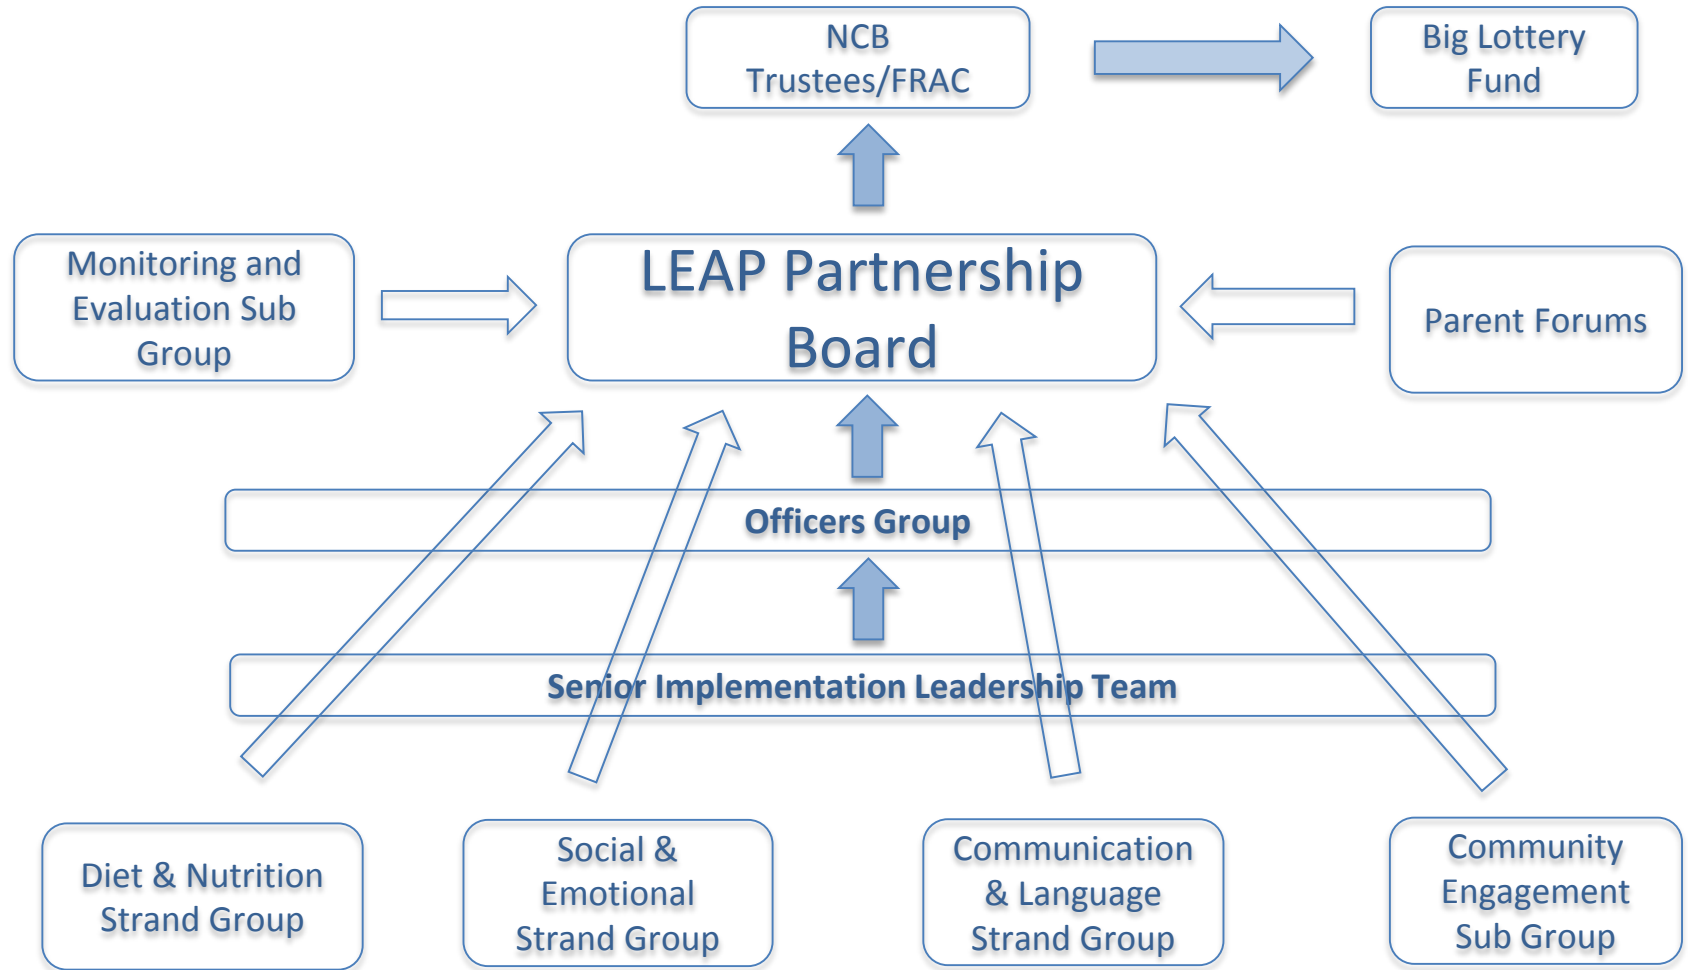 NCB
Trustees/FRAC
Big Lottery
Fund
Monitoring and
Evaluation Sub
Group
LEAP Partnership
Board
Parent Forums
Officers Group
Senior Implementation Leadership Team
Diet & Nutrition
Strand Group
Social &
Emotional
Strand Group
Communication
& Language
Strand Group
Community
Engagement
Sub Group